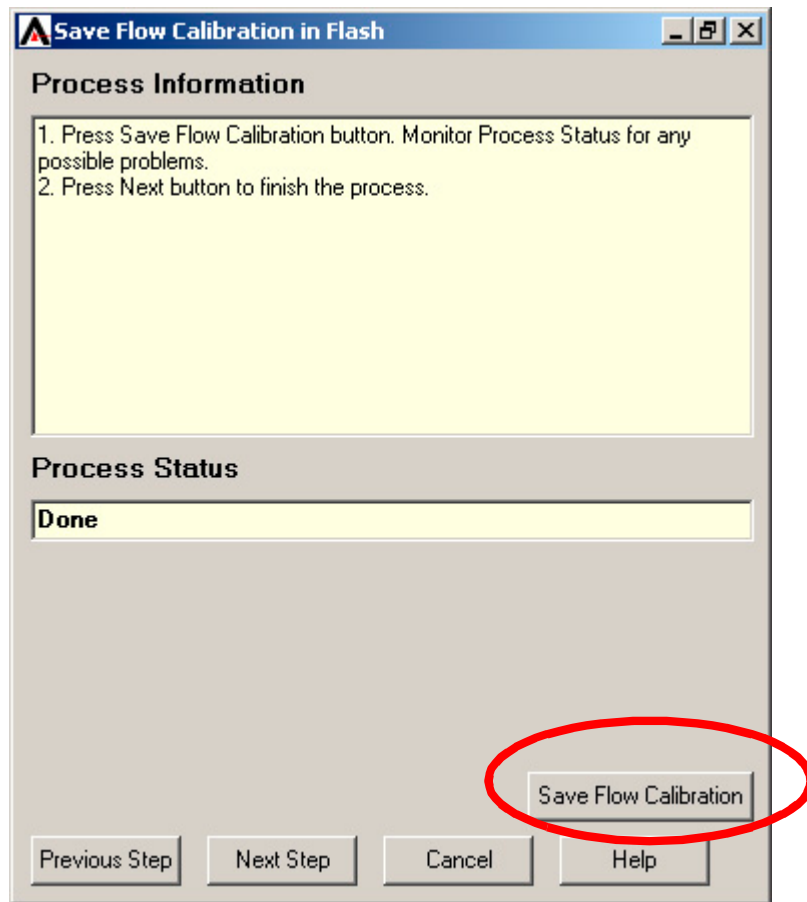 Save Flow Calibration in Flash
Process Information
1. Press Save Flow Calibration button. Monitor Process Status for any
possible problems.
2. Press Next button to finish the process.
Process Status
Done
Save Flow Calibration
Previous Step Next Step Cancel Help